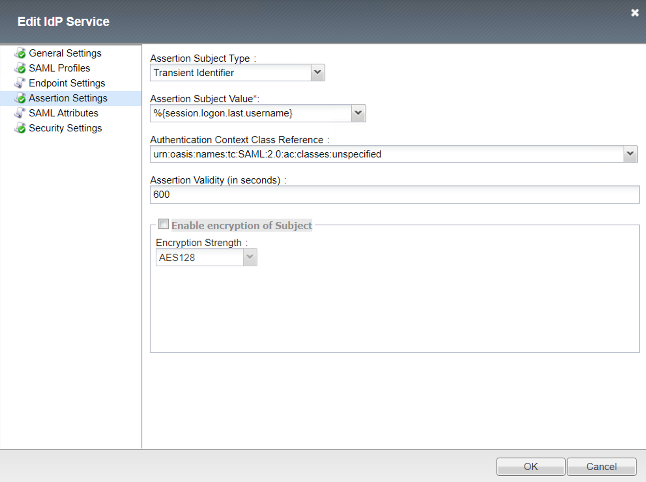 Edit IdP Service
General Settings
SAML Profiles
Endpoint Settings
Assertion Settings
SAML Attributes
Security Settings
Assertion Subject Type :
Transient Identifier
Assertion Subject Value*:
%{session.logon.last.username}
Authentication Context Class Reference :
urn:oasis:names:tc:SAML:2.0:ac:classes:unspecified
Assertion Validity (in seconds) :
600
Enable encryption of Subject
Encryption Strength :
AES128
OK
Cancel